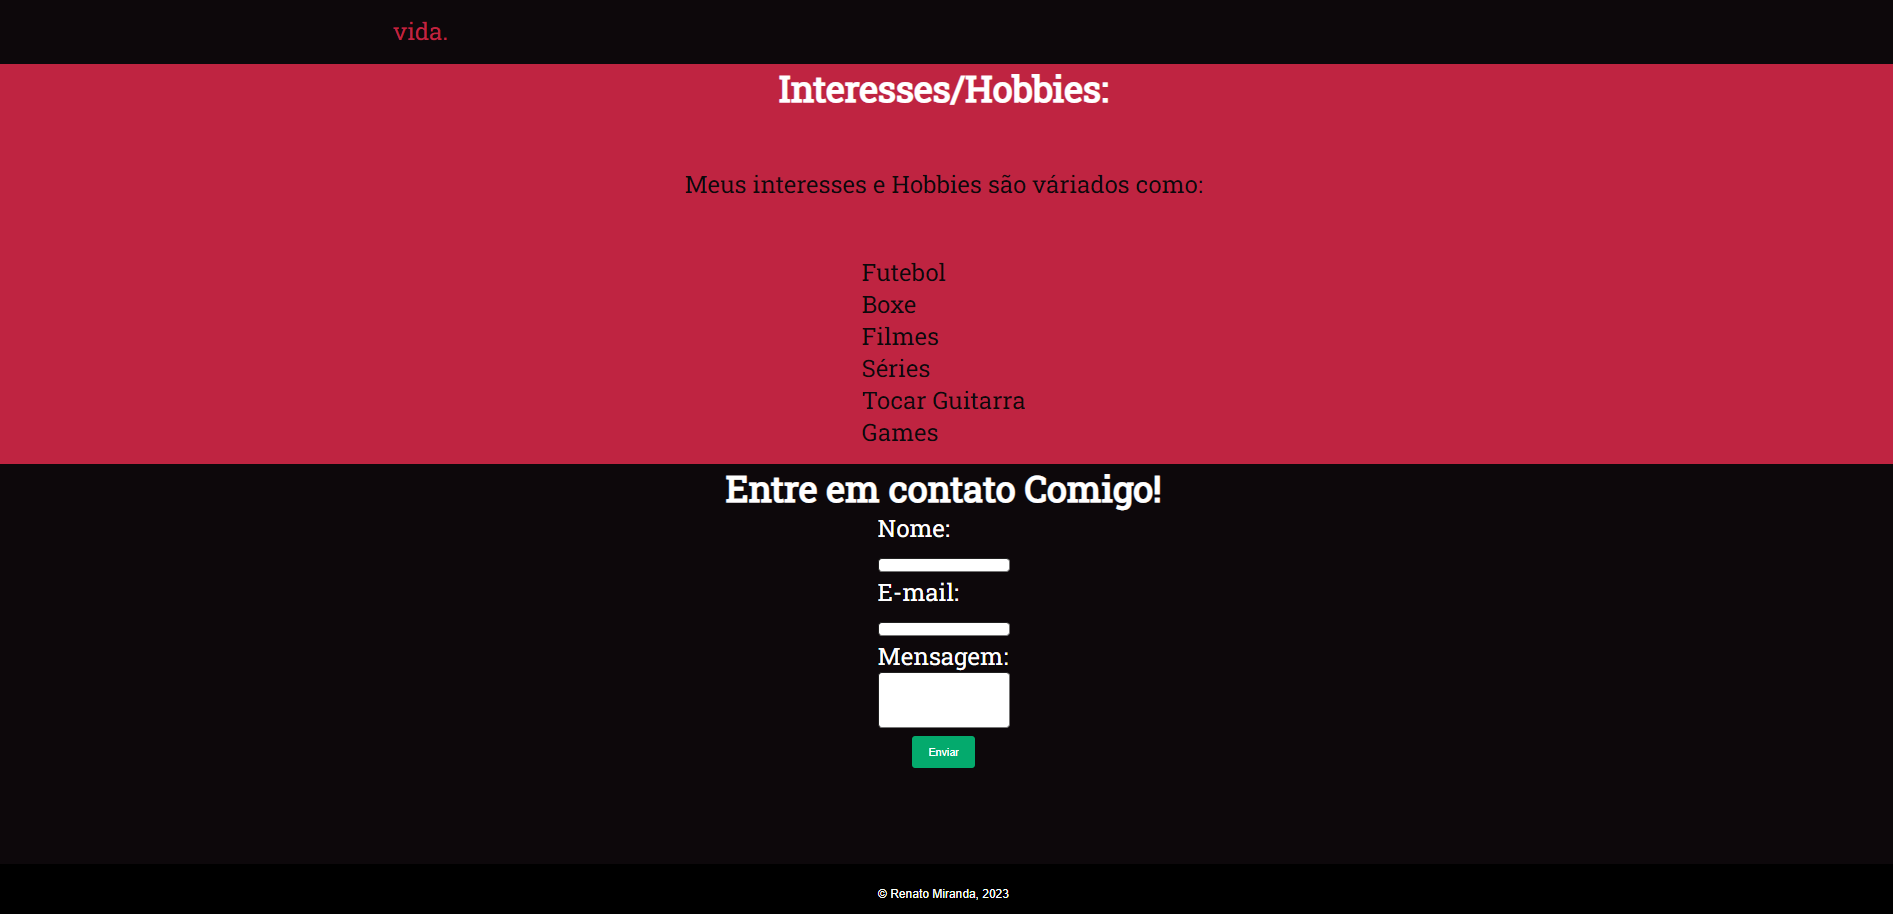 vida.
Interesses/Hobbies:
Meus interesses e Hobbies são váriados como:
Futebol
Boxe
Filmes
Séries
Tocar Guitarra
Games
Entre em contato Comigo!
Nome:
E-mail:
Mensagem:
Enviar
© Renato Miranda, 2023